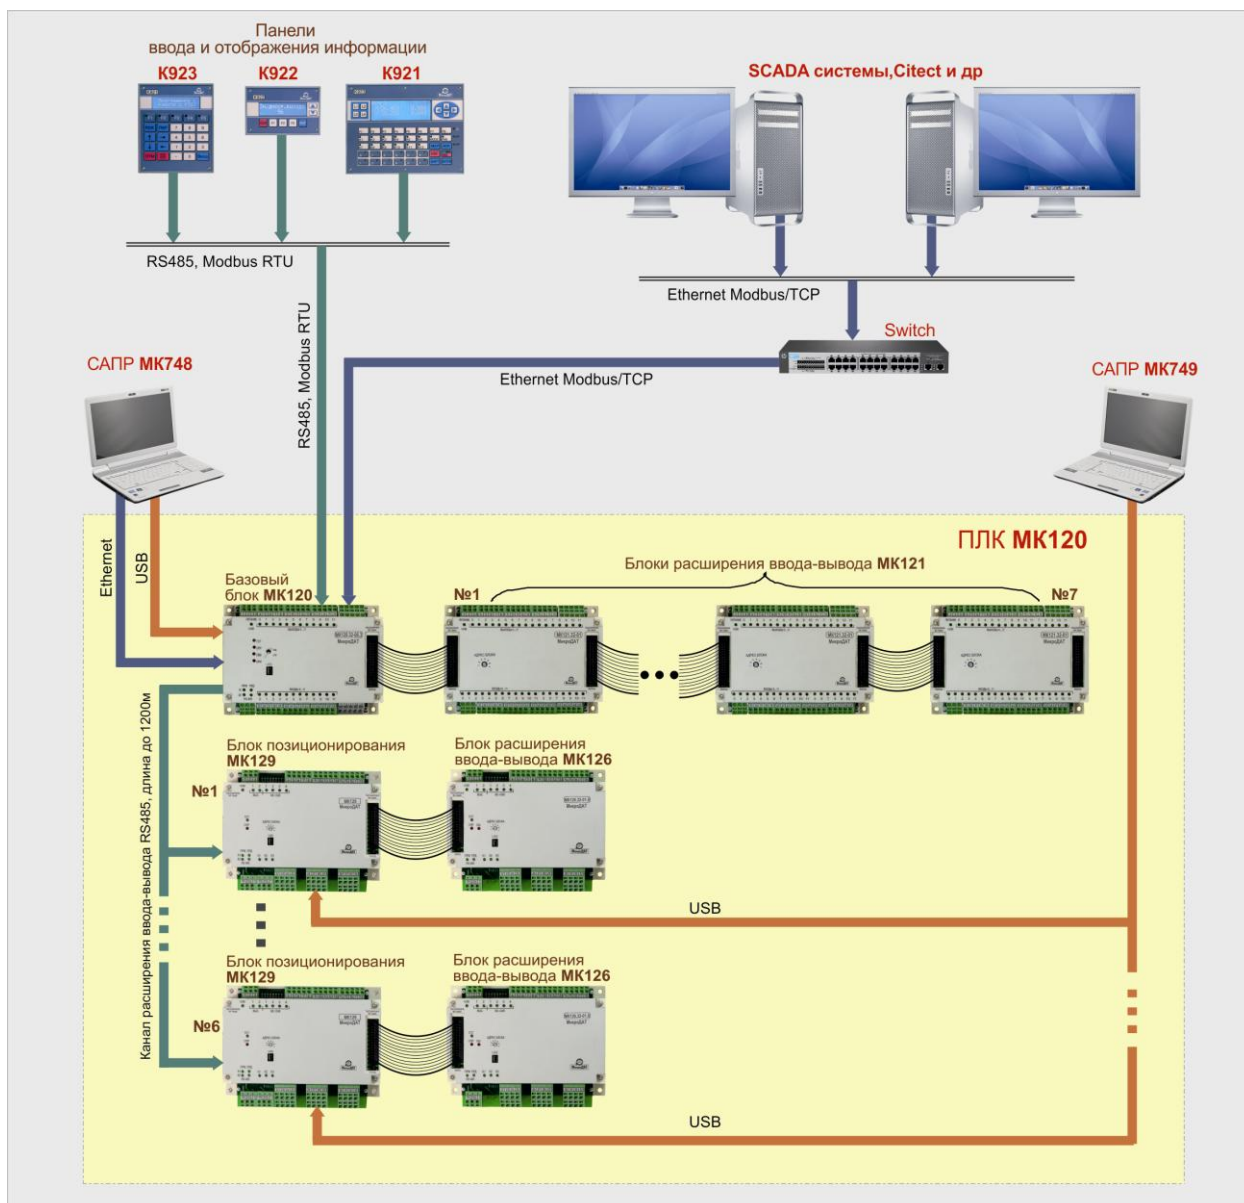 Панели
ввода и отображения информации
К923
К922
К921
SCADA системы,Citect и др
RS485, Modbus RTU
Ethernet Modbus/TCP
RS485, Modbus RTU
Switch
Ethernet Modbus/TCP
САПР МК748
САПР МК749
Ethernet
USB
ПЛК МК120
Базовый
блок МК120
Блоки расширения ввода-вывода МК121
№1
№7
Канал расширения ввода-вывода RS485, длина до 1200м
Блок позиционирования
МК129
Блок расширения
ввода-вывода МК126
№1
USB
Блок позиционирования
МК129
Блок расширения
ввода-вывода МК126
№6
USB